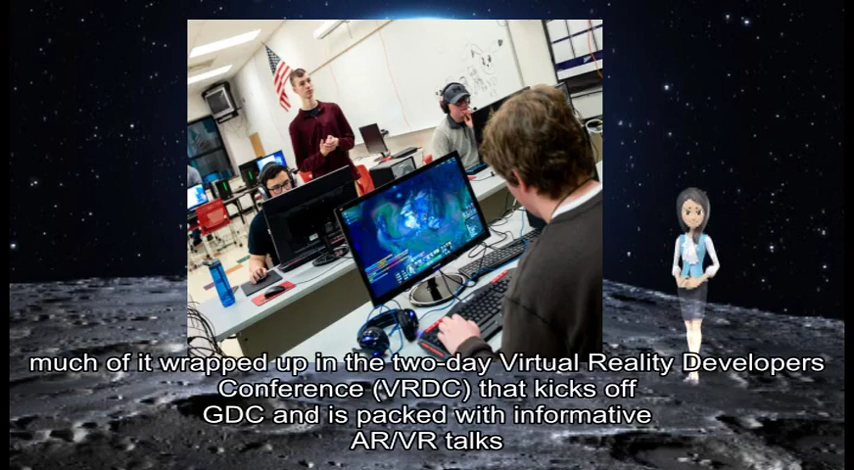 much of it wrapped up in the two-day Virtual Reality Developers
Conference (VRDC) that kicks off
GDC and is packed with informative
AR/VR talks